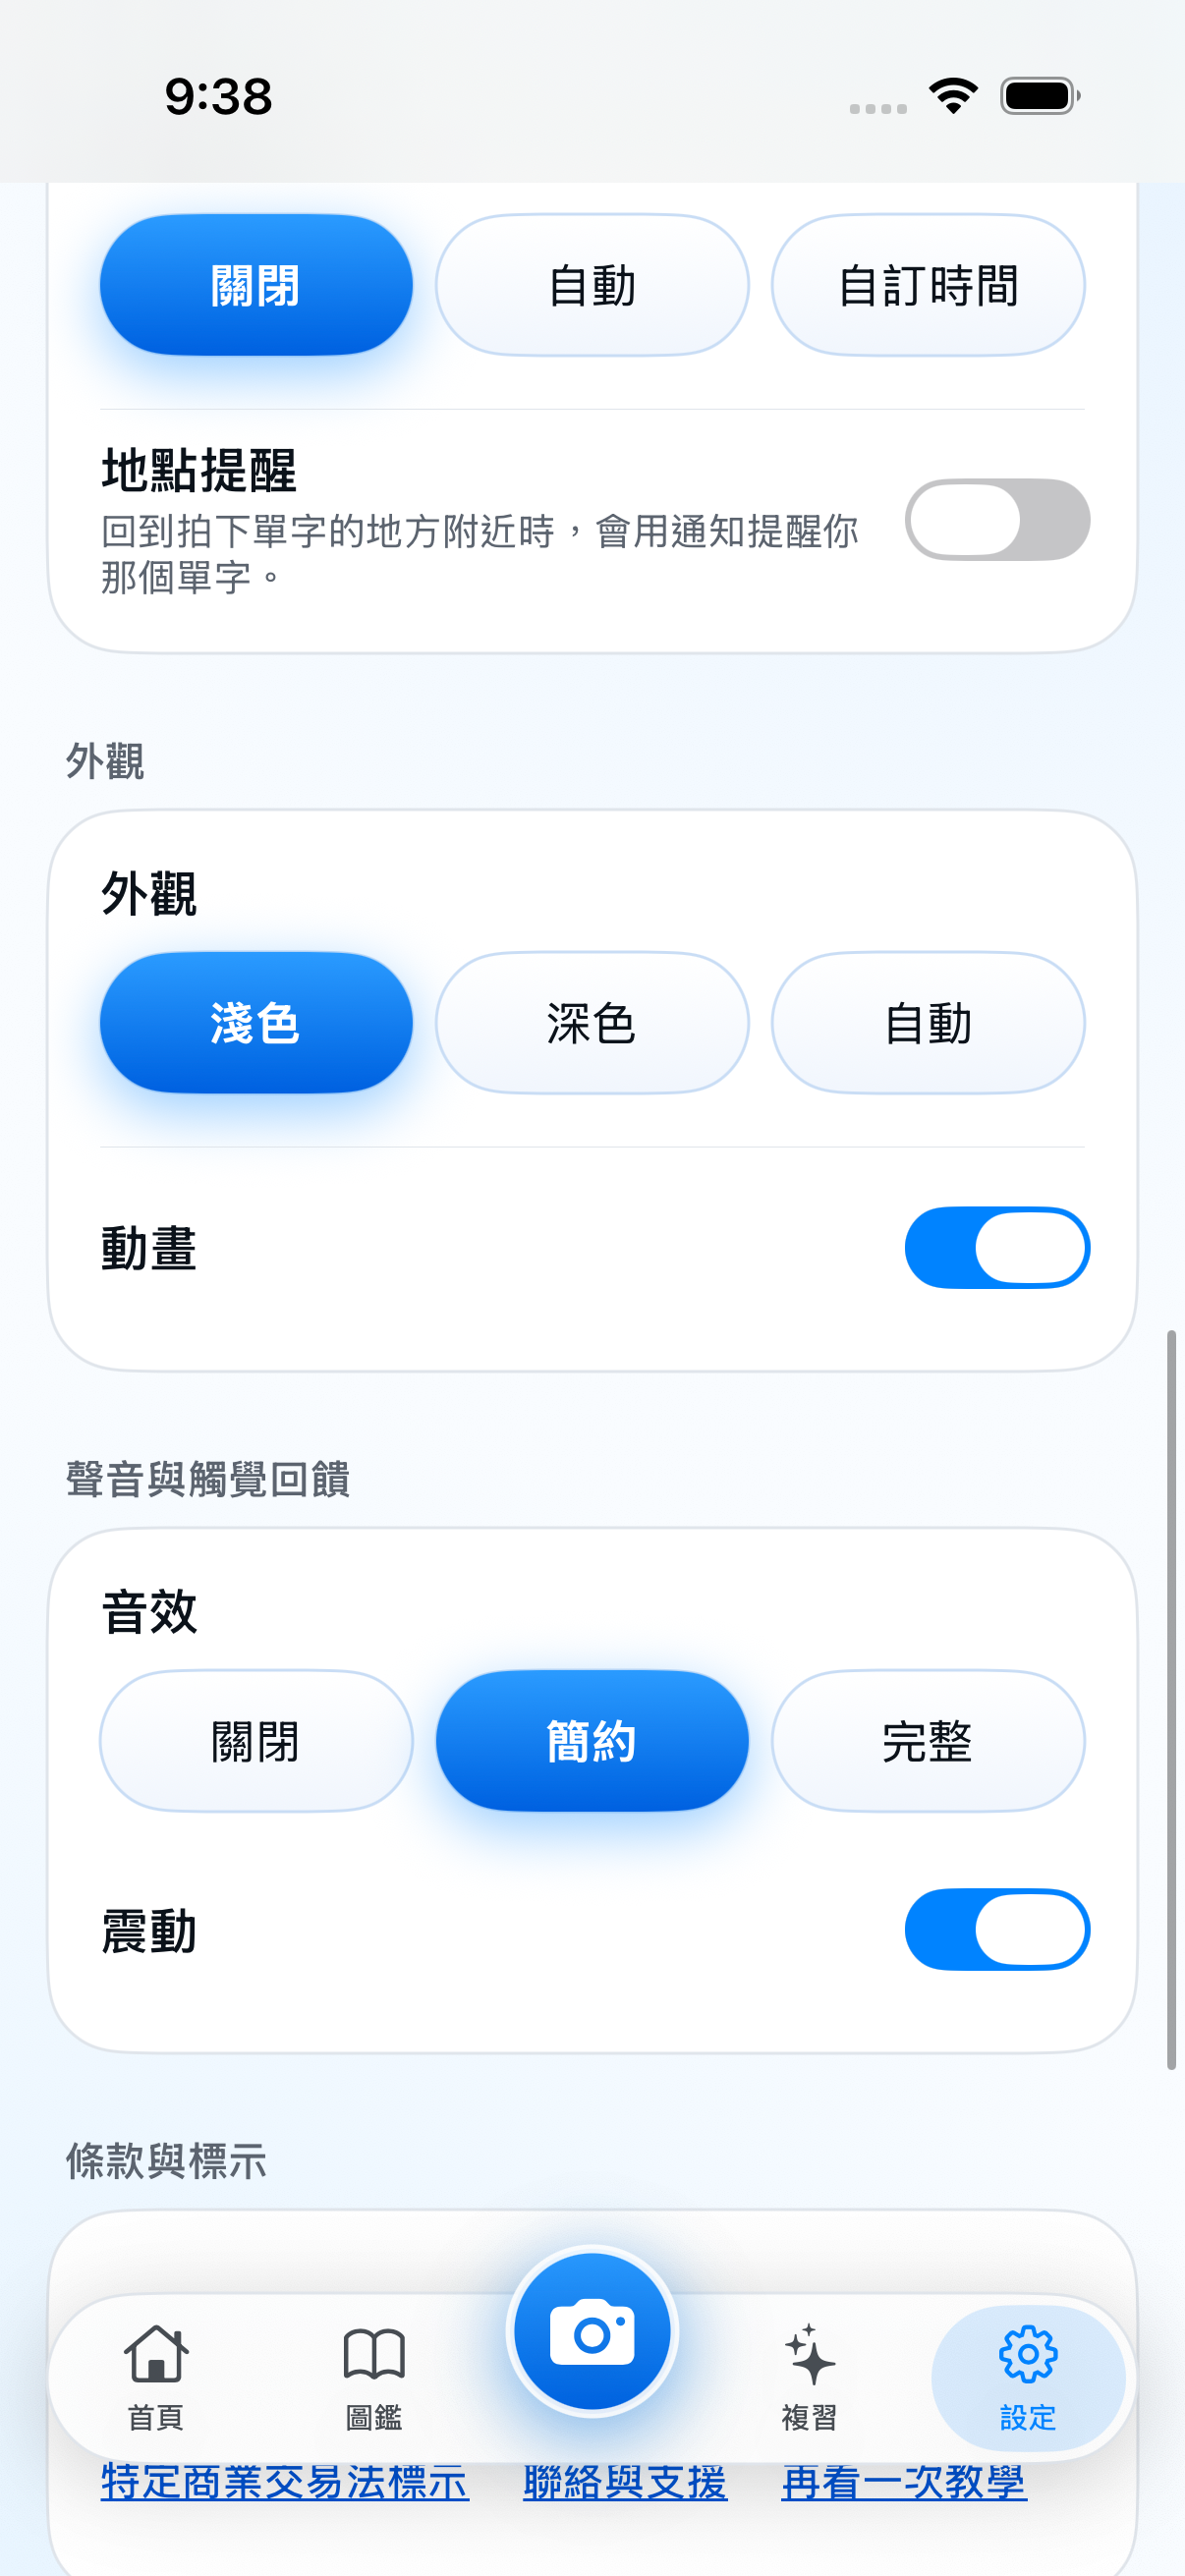 9:38
關閉
自動
自訂時間
地點提醒
回到拍下單字的地方附近時，會用通知提醒你
那個單字。
外觀
外觀
淺色
深色
自動
動畫
聲音與觸覺回饋
音效
關閉
簡約
完整
震動
條款與標示
首頁
圖鑑
複習
設定
特定商業交易法標示
聯絡與支援
再看一次教學